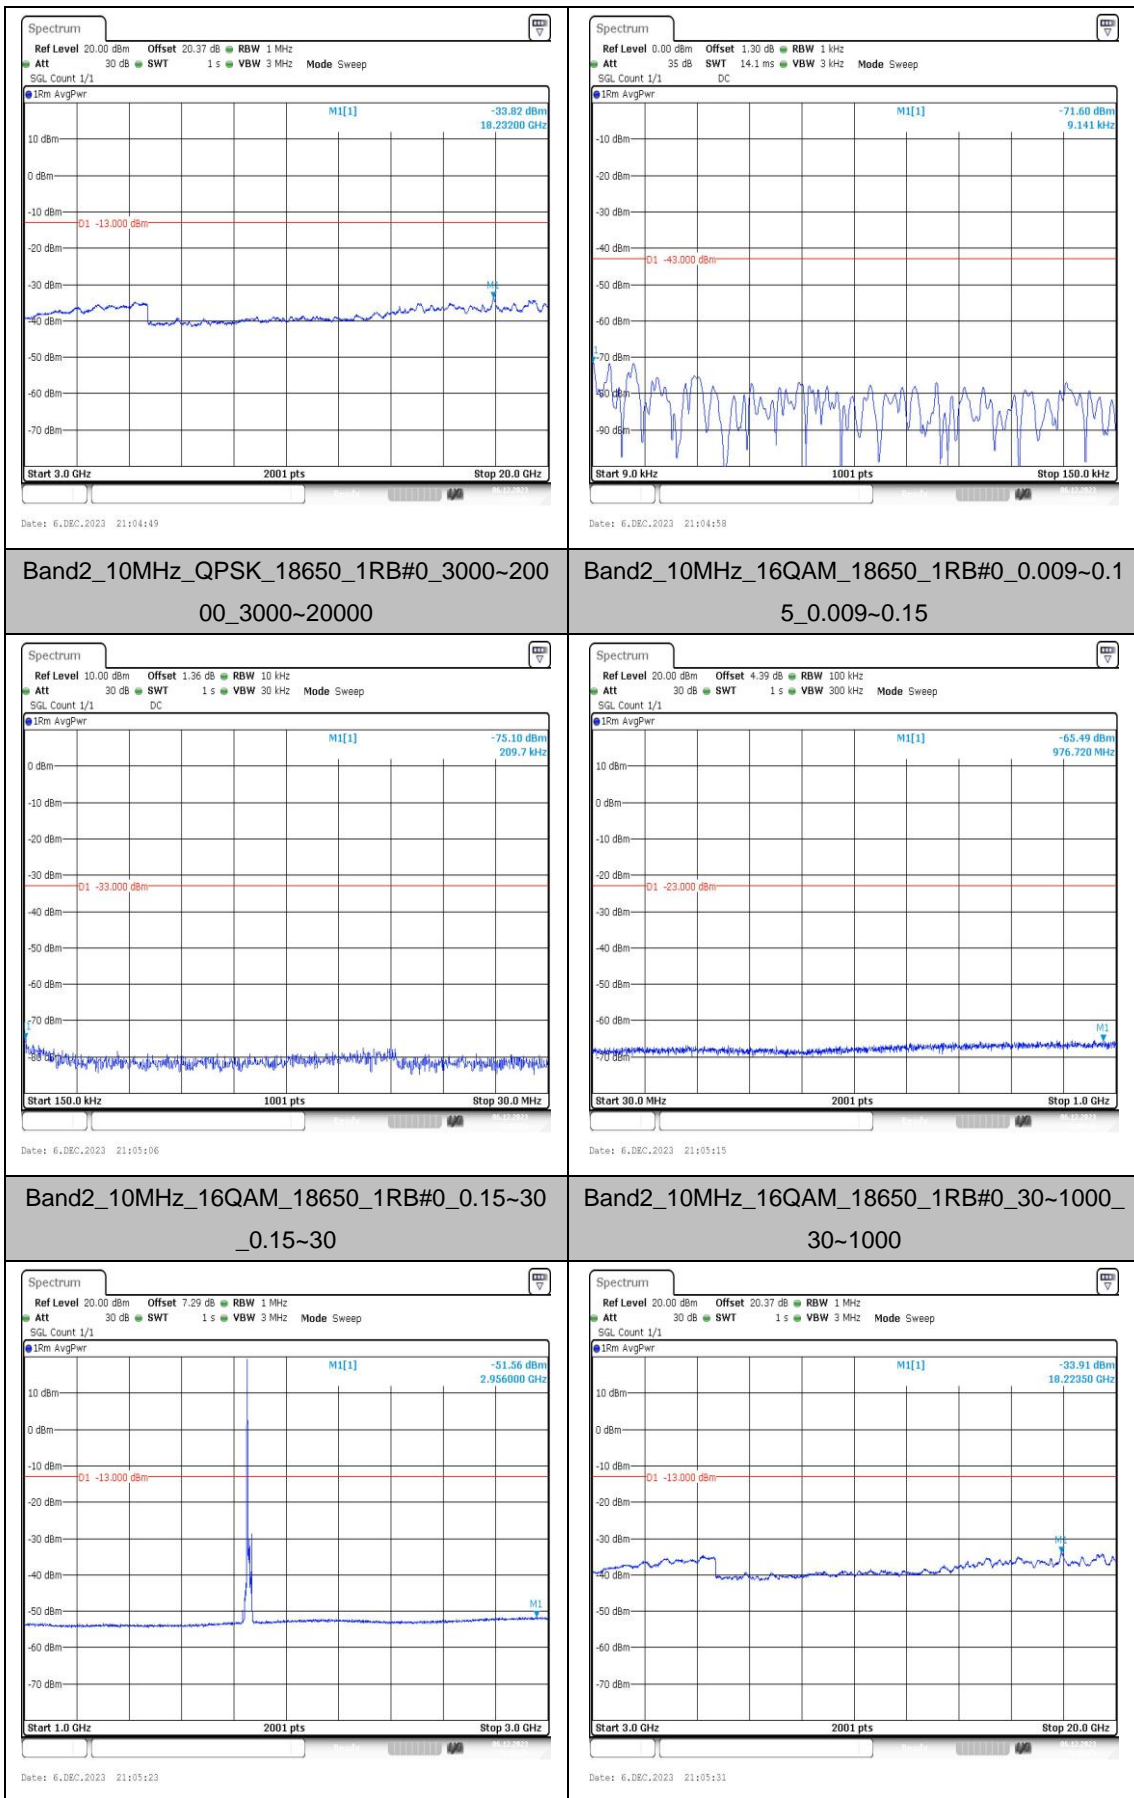 Spectrum
Ref Level 20.00 dBm Offset 20.37 dB RBW 1 MHz
Att 30 dB SWT 1 s VBW 3 MHz Mode Sweep
SGL Count 1/1
1Rm AvgPwr
M1[1] -33.82 dBm
18.23200 GHz
10 dBm
0 dBm
-10 dBm
D1 -13.000 dBm
-20 dBm
-30 dBm
M1
-40 dBm
-50 dBm
-60 dBm
-70 dBm
Start 3.0 GHz 2001 pts Stop 20.0 GHz
Date: 6.DEC.2023 21:04:49
Spectrum
Ref Level 0.00 dBm Offset 1.30 dB RBW 1 kHz
Att 35 dB SWT 14.1 ms VBW 3 kHz Mode Sweep
SGL Count 1/1 DC
1Rm AvgPwr
M1[1] -71.60 dBm
9.141 kHz
-10 dBm
-20 dBm
-30 dBm
-40 dBm
D1 -43.000 dBm
-50 dBm
-60 dBm
-70 dBm
-80 dBm
-90 dBm
Start 9.0 kHz 1001 pts Stop 150.0 kHz
Date: 6.DEC.2023 21:04:58
Band2_10MHz_QPSK_18650_1RB#0_3000~200
00_3000~20000
Band2_10MHz_16QAM_18650_1RB#0_0.009~0.1
5_0.009~0.15
Spectrum
Ref Level 10.00 dBm Offset 1.36 dB RBW 10 kHz
Att 30 dB SWT 1 s VBW 30 kHz Mode Sweep
SGL Count 1/1 DC
1Rm AvgPwr
M1[1] -75.10 dBm
209.7 kHz
0 dBm
-10 dBm
-20 dBm
-30 dBm
D1 -33.000 dBm
-40 dBm
-50 dBm
-60 dBm
-70 dBm
-80 dBm
Start 150.0 kHz 1001 pts Stop 30.0 MHz
Date: 6.DEC.2023 21:05:06
Spectrum
Ref Level 20.00 dBm Offset 4.39 dB RBW 100 kHz
Att 30 dB SWT 1 s VBW 300 kHz Mode Sweep
SGL Count 1/1
1Rm AvgPwr
M1[1] -65.49 dBm
976.720 MHz
10 dBm
0 dBm
-10 dBm
-20 dBm
D1 -23.000 dBm
-30 dBm
-40 dBm
-50 dBm
-60 dBm
M1
-70 dBm
Start 30.0 MHz 2001 pts Stop 1.0 GHz
Date: 6.DEC.2023 21:05:15
Band2_10MHz_16QAM_18650_1RB#0_0.15~30
_0.15~30
Band2_10MHz_16QAM_18650_1RB#0_30~1000_
30~1000
Spectrum
Ref Level 20.00 dBm Offset 7.29 dB RBW 1 MHz
Att 30 dB SWT 1 s VBW 3 MHz Mode Sweep
SGL Count 1/1
1Rm AvgPwr
M1[1] -51.56 dBm
2.956000 GHz
10 dBm
0 dBm
-10 dBm
D1 -13.000 dBm
-20 dBm
-30 dBm
-40 dBm
-50 dBm
M1
-60 dBm
-70 dBm
Start 1.0 GHz 2001 pts Stop 3.0 GHz
Date: 6.DEC.2023 21:05:23
Spectrum
Ref Level 20.00 dBm Offset 20.37 dB RBW 1 MHz
Att 30 dB SWT 1 s VBW 3 MHz Mode Sweep
SGL Count 1/1
1Rm AvgPwr
M1[1] -33.91 dBm
18.22350 GHz
10 dBm
0 dBm
-10 dBm
D1 -13.000 dBm
-20 dBm
-30 dBm
M1
-40 dBm
-50 dBm
-60 dBm
-70 dBm
Start 3.0 GHz 2001 pts Stop 20.0 GHz
Date: 6.DEC.2023 21:05:31